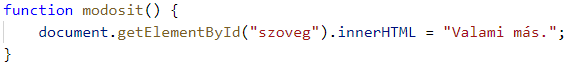 function modosit() {
    document.getElementById("szoveg").innerHTML = "Valami más.";
}